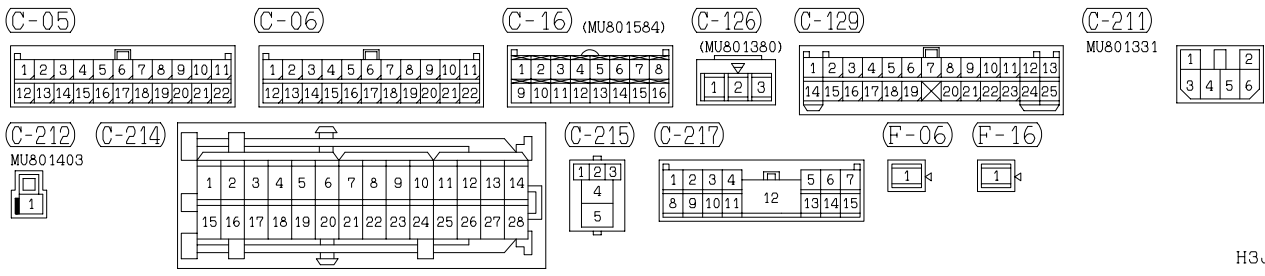 (C-05) (C-06) (C-16) (MU801584) (C-126) (C-129) (C-211)
(MU801380) MU801331
1 2 3 4 5 6 7 8 9 10 11
12 13 14 15 16 17 18 19 20 21 22
1 2 3 4 5 6 7 8 9 10 11
12 13 14 15 16 17 18 19 20 21 22
1 2 3 4 5 6 7 8
9 10 11 12 13 14 15 16
1 2 3
1 2 3 4 5 6 7 8 9 10 11 12 13
14 15 16 17 18 19 20 21 22 23 24 25
1 2
3 4 5 6
(C-212) (C-214) (C-215) (C-217) (F-06) (F-16)
MU801403
1
1 2 3 4 5 6 7 8 9 10 11 12 13 14
15 16 17 18 19 20 21 22 23 24 25 26 27 28
1 2 3
4
5
1 2 3 4 5 6 7
8 9 10 11 12 13 14 15
1
1